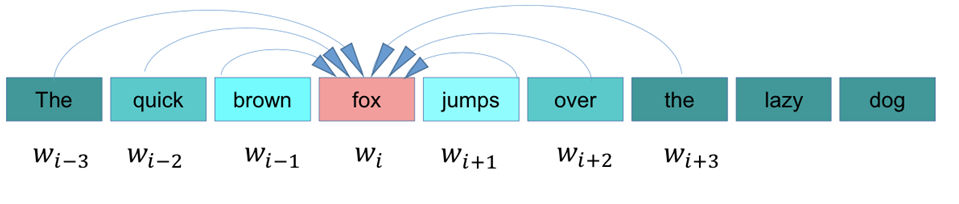 The quick brown fox jumps over the lazy dog
w_{i-3} w_{i-2} w_{i-1} w_i w_{i+1} w_{i+2} w_{i+3}